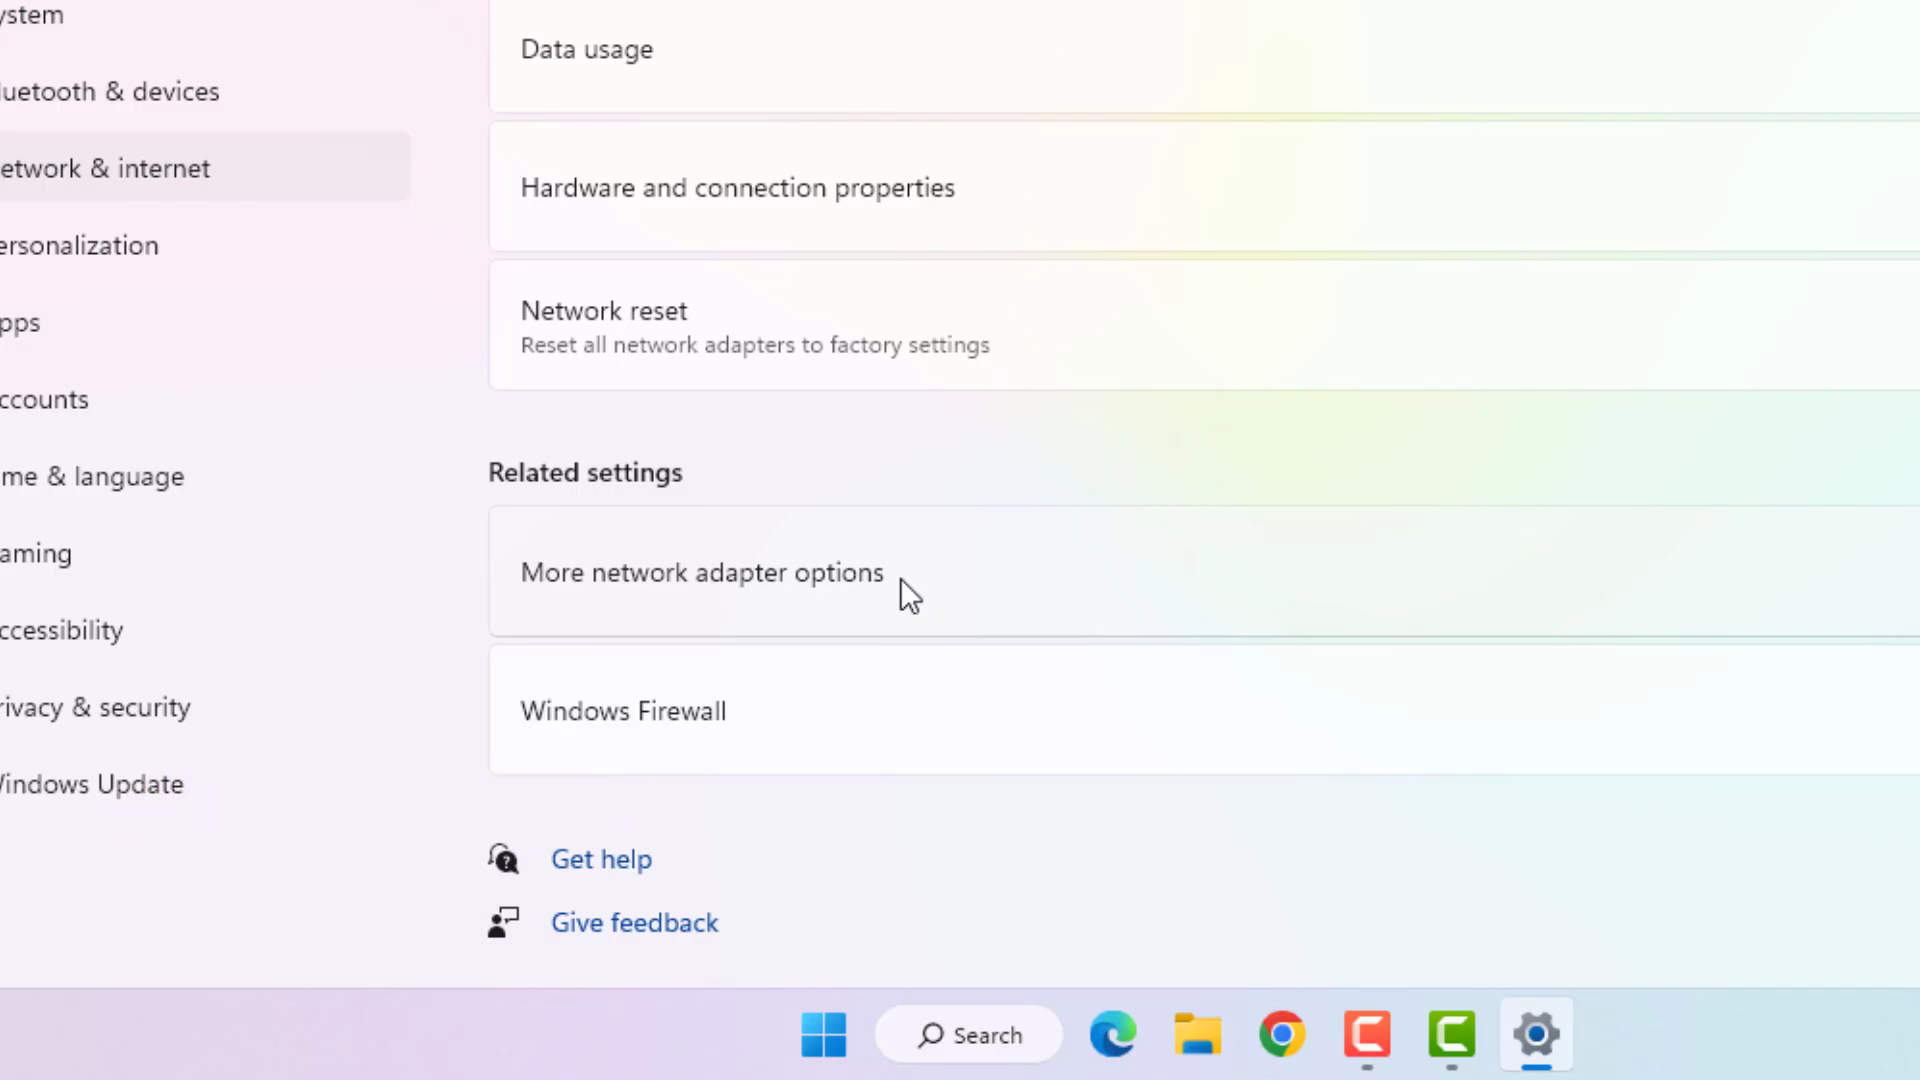 ystem
luetooth & devices
etwork & internet
ersonalization
pps
ccounts
me & language
aming
ccessibility
rivacy & security
Windows Update
Data usage
Hardware and connection properties
Network reset
Reset all network adapters to factory settings
Related settings
More network adapter options
Windows Firewall
Get help
Give feedback
Search